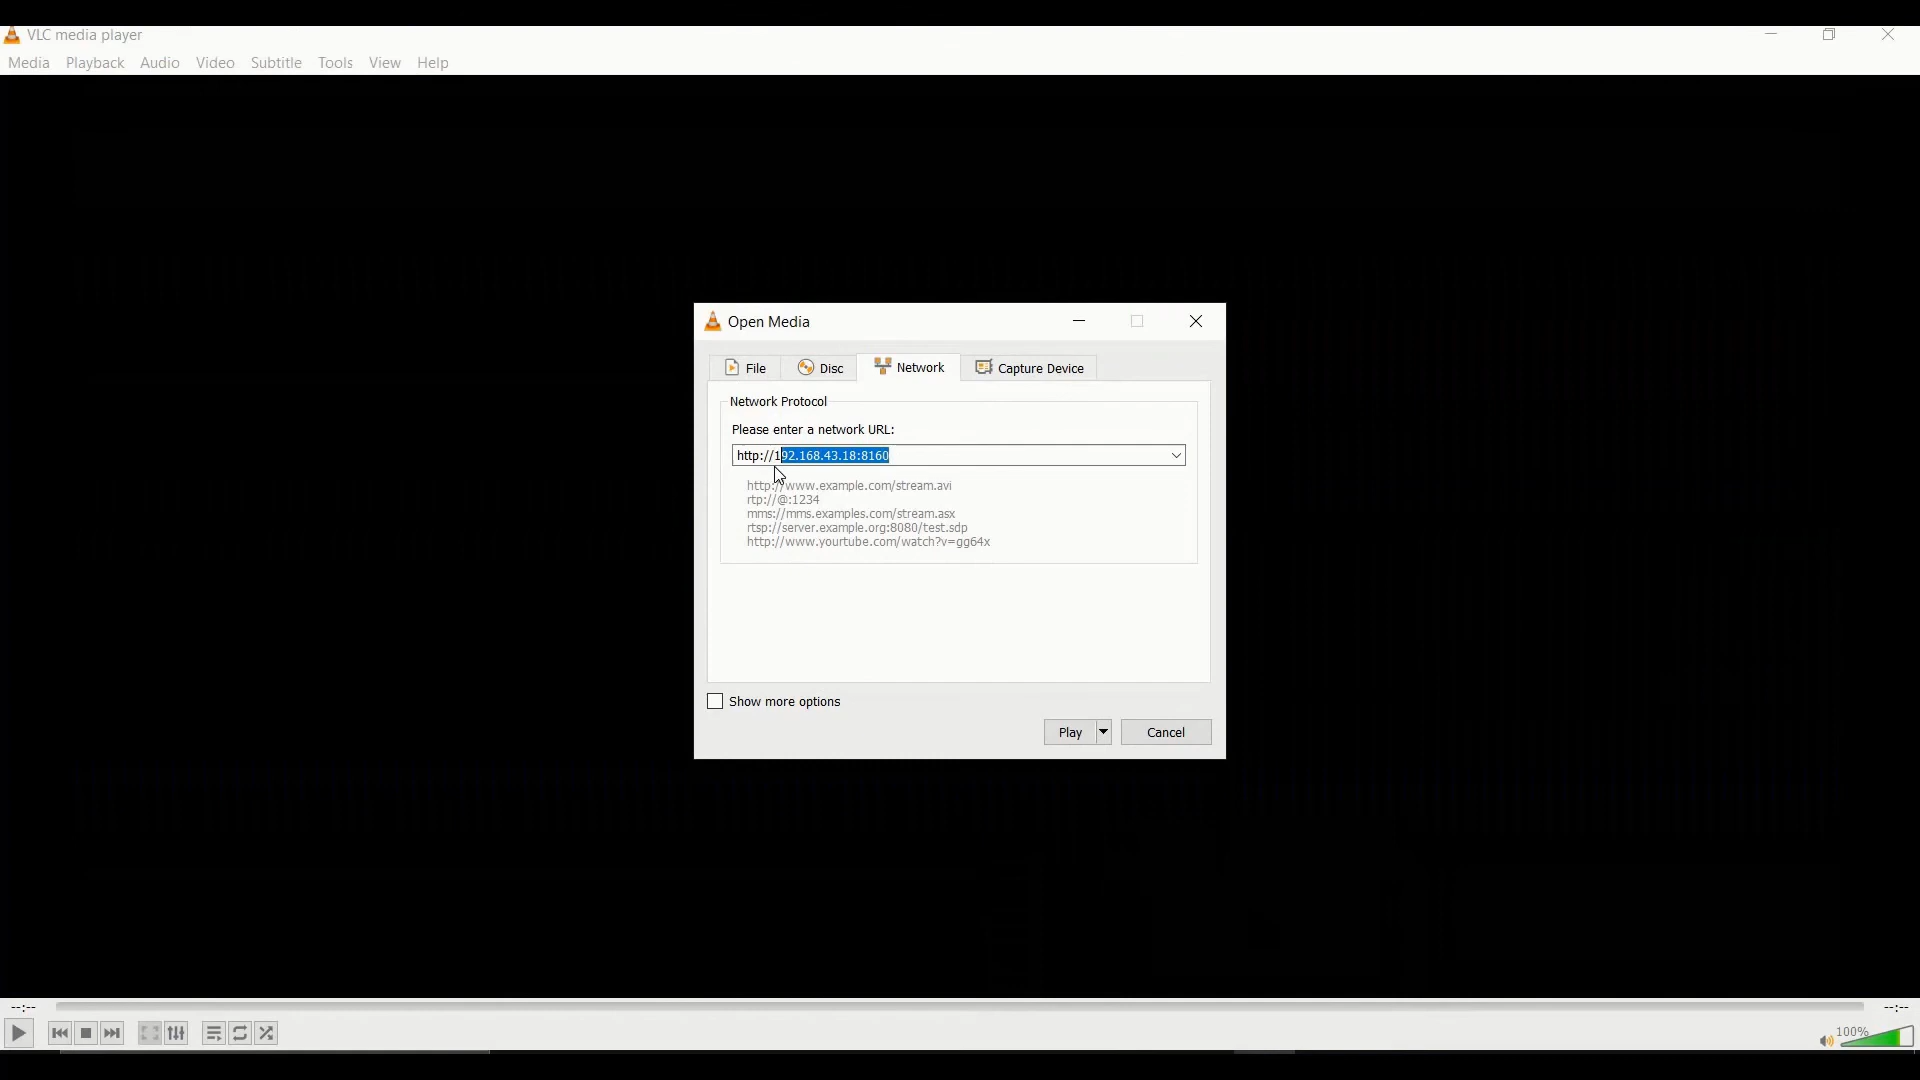 VLC media player
Media Playback Audio Video Subtitle Tools View Help
Open Media
File Disc Network Capture Device
Network Protocol
Please enter a network URL:
http://192.168.43.18:8160
http://www.example.com/stream.avi
rtp://@:1234
mms://mms.examples.com/stream.asx
rtsp://server.example.org:8080/test.sdp
http://www.yourtube.com/watch?v=gg64x
Show more options
Play Cancel
--:-- --:--
100%